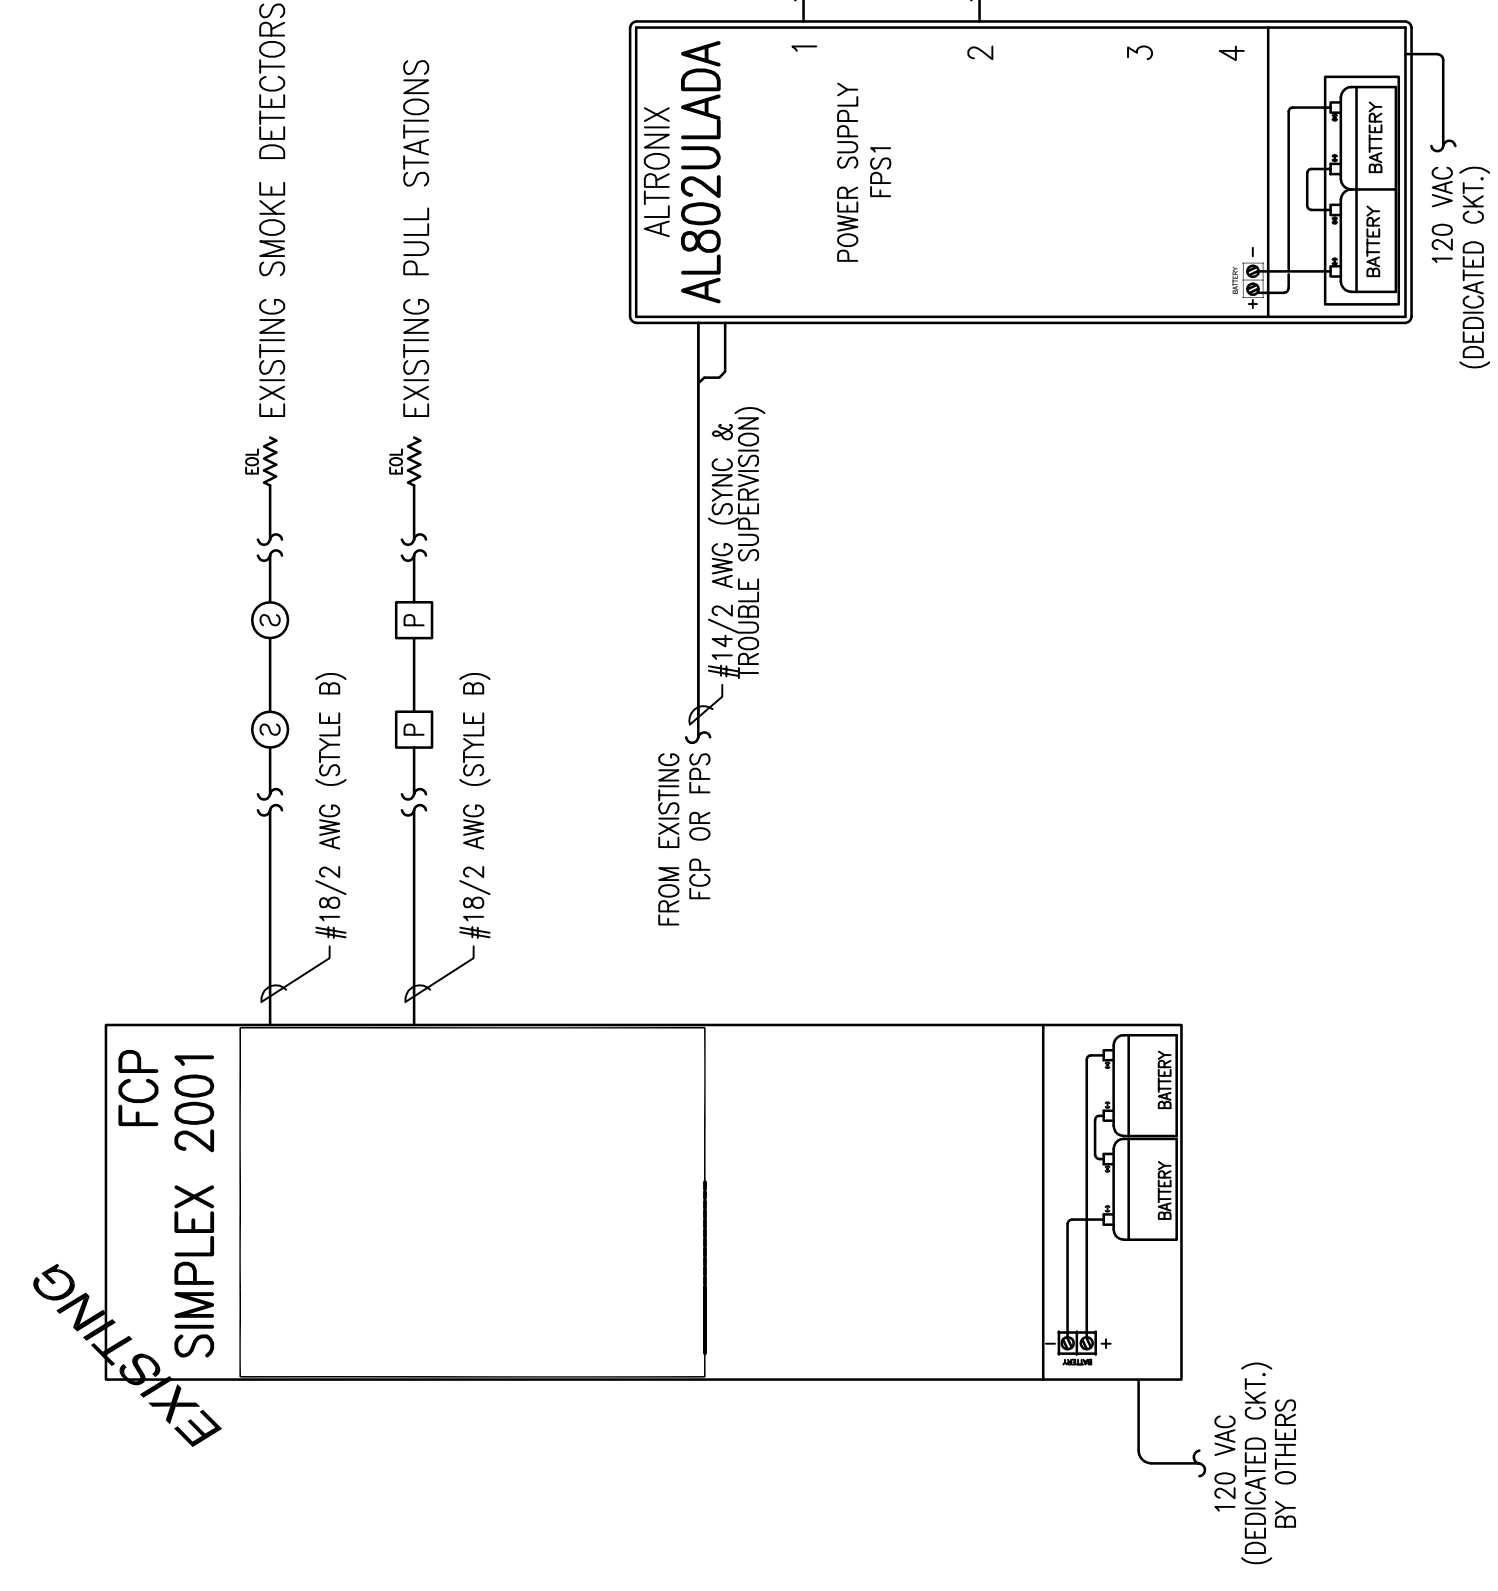 EXISTING
FCP
SIMPLEX 2001
#18/2 AWG (STYLE B)
S
S
EOL
EXISTING SMOKE DETECTORS
#18/2 AWG (STYLE B)
P
P
EOL
EXISTING PULL STATIONS
- +
BATTERY
BATTERY
BATTERY
120 VAC
(DEDICATED CKT.)
BY OTHERS
FROM EXISTING
FCP OR FPS
#14/2 AWG (SYNC &
TROUBLE SUPERVISION)
ALTRONIX
AL802ULADA
POWER SUPPLY
FPS1
1
2
3
4
BATTERY
+ -
BATTERY
BATTERY
120 VAC
(DEDICATED CKT.)